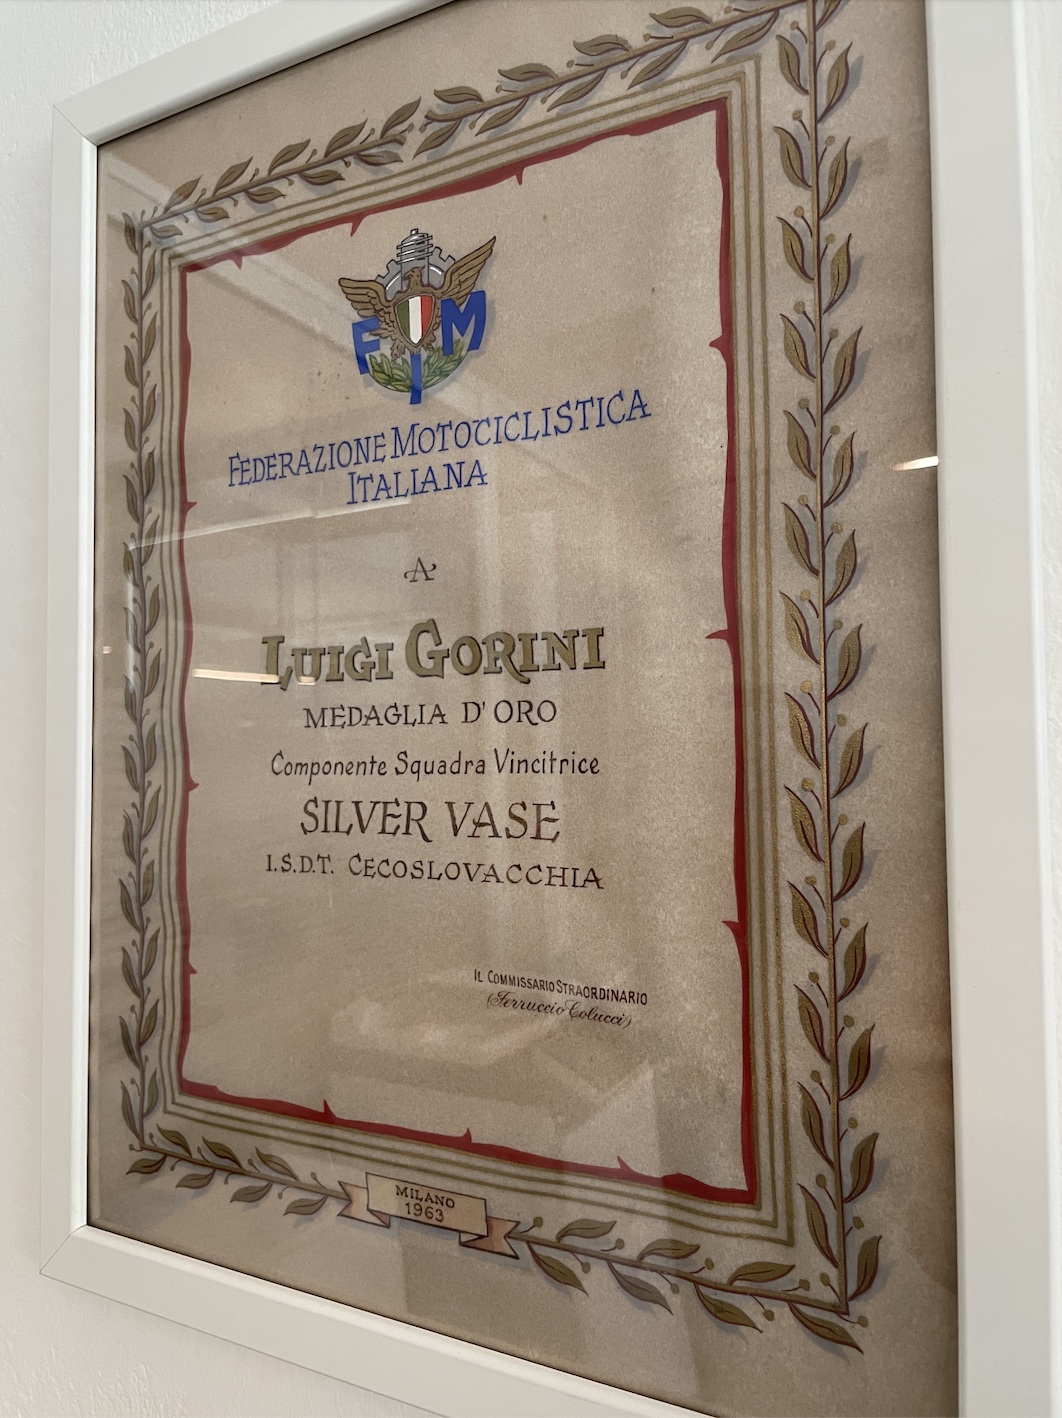 FIM
FEDERAZIONE MOTOCICLISTICA
ITALIANA
A
LUIGI GORINI
MEDAGLIA D'ORO
Componente Squadra Vincitrice
SILVER VASE
I.S.D.T. CECOSLOVACCHIA
IL COMMISSARIO STRAORDINARIO
(Ferruccio Colucci)
MILANO
1963